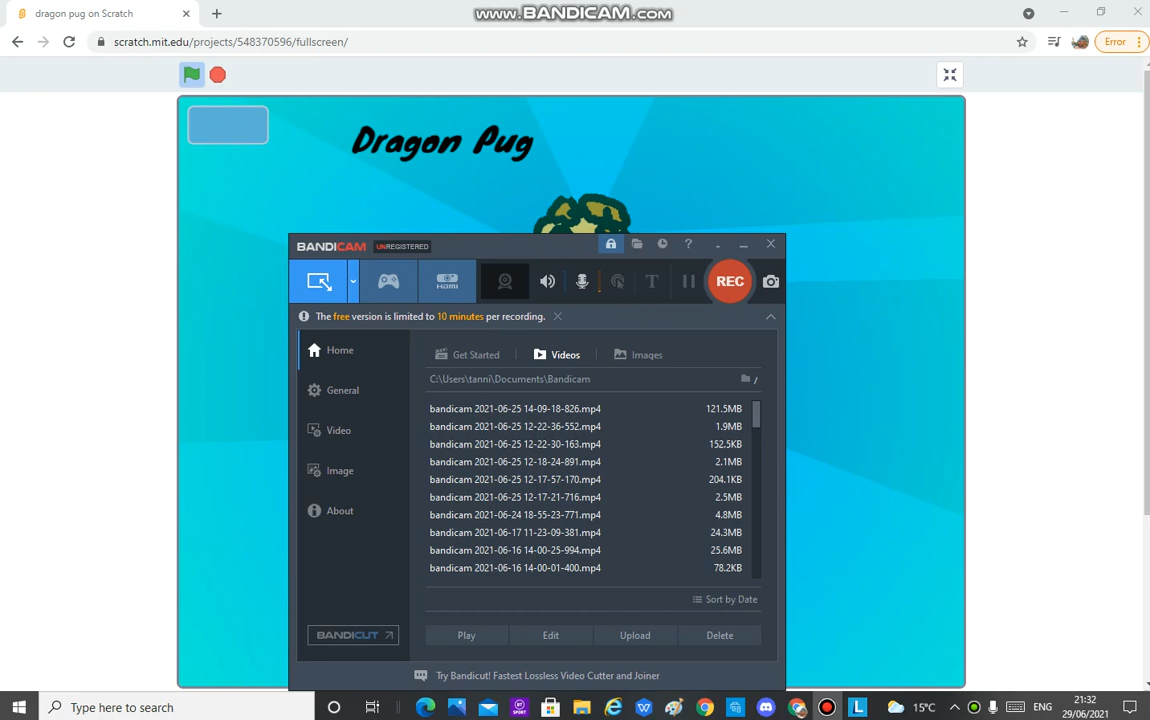 dragon pug on Scratch
www.BANDICAM.com
scratch.mit.edu/projects/548370596/fullscreen/
Error
Dragon Pug
BANDICAM UNREGISTERED
?
HDMI
T
REC
The free version is limited to 10 minutes per recording.
Home
General
Video
Image
About
BANDICUT
Get Started
Videos
Images
C:\Users\tanni\Documents\Bandicam
/
bandicam 2021-06-25 14-09-18-826.mp4 121.5MB
bandicam 2021-06-25 12-22-36-552.mp4 1.9MB
bandicam 2021-06-25 12-22-30-163.mp4 152.5KB
bandicam 2021-06-25 12-18-24-891.mp4 2.1MB
bandicam 2021-06-25 12-17-57-170.mp4 204.1KB
bandicam 2021-06-25 12-17-21-716.mp4 2.5MB
bandicam 2021-06-24 18-55-23-771.mp4 4.8MB
bandicam 2021-06-17 11-23-09-381.mp4 24.3MB
bandicam 2021-06-16 14-00-25-994.mp4 25.6MB
bandicam 2021-06-16 14-00-01-400.mp4 78.2KB
Sort by Date
Play Edit Upload Delete
Try Bandicut! Fastest Lossless Video Cutter and Joiner
Type here to search
BT SPORT
L
15°C
ENG
21:32
29/06/2021